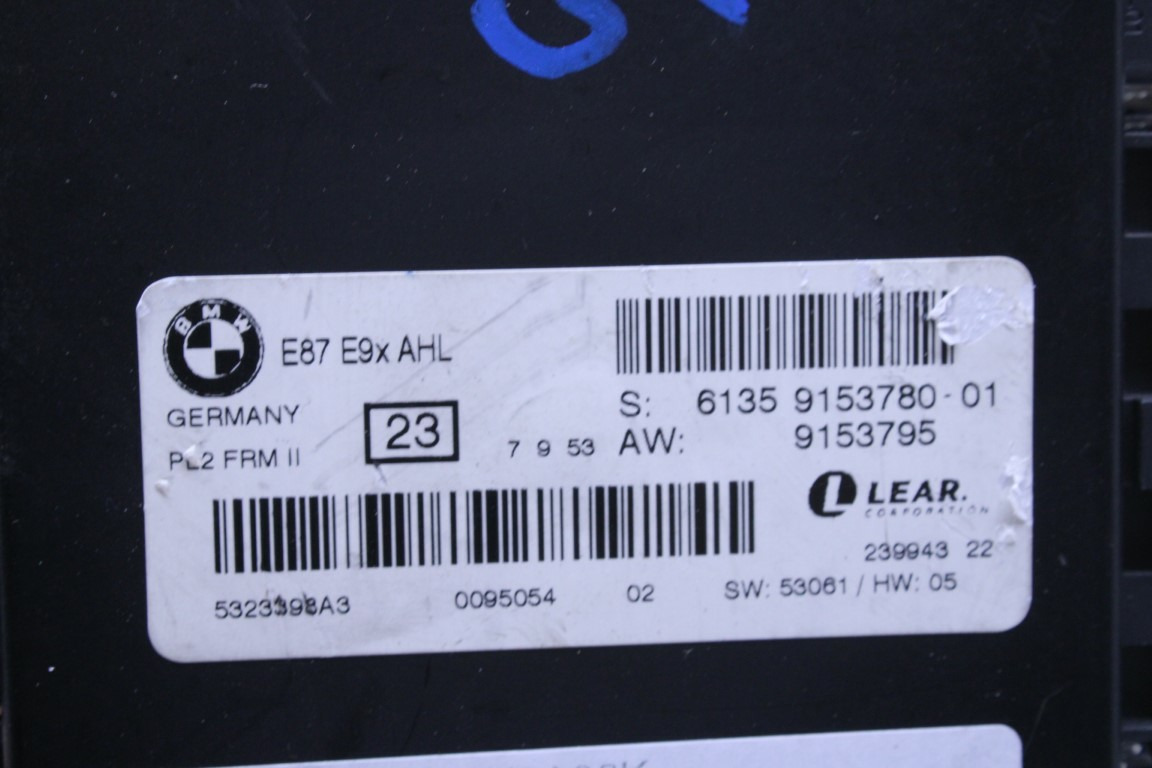 BMW
E87 E9x AHL
GERMANY
PL2 FRM II
23
7 9 53
S: 6135 9153780-01
AW: 9153795
L LEAR.
CORPORATION
239943 22
0095054 02 SW: 53061 / HW: 05